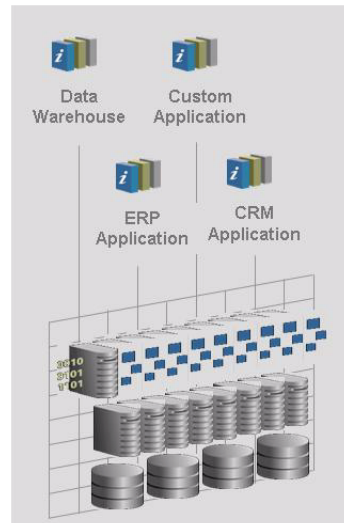 Data
Warehouse
Custom
Application
ERP
Application
CRM
Application